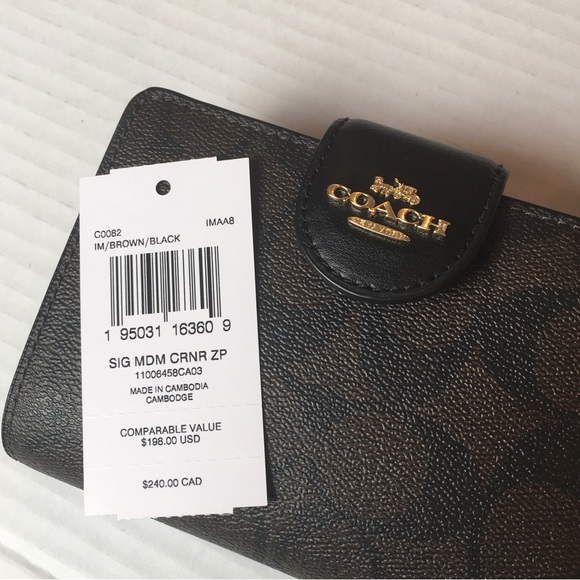 C0082 IMAA8
IM/BROWN/BLACK
1 95031 16360 9
SIG MDM CRNR ZP
11006458CA03
MADE IN CAMBODIA
CAMBODGE
COMPARABLE VALUE
$198.00 USD
$240.00 CAD
COACH